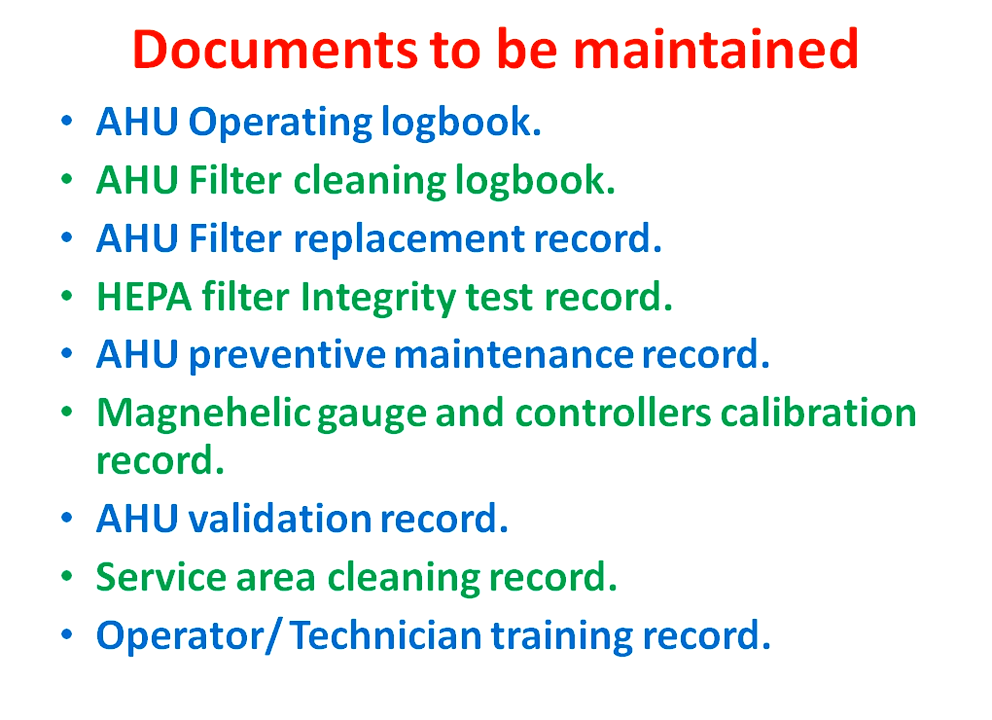 Documents to be maintained
• AHU Operating logbook.
• AHU Filter cleaning logbook.
• AHU Filter replacement record.
• HEPA filter Integrity test record.
• AHU preventive maintenance record.
• Magnehelic gauge and controllers calibration
record.
• AHU validation record.
• Service area cleaning record.
• Operator/ Technician training record.